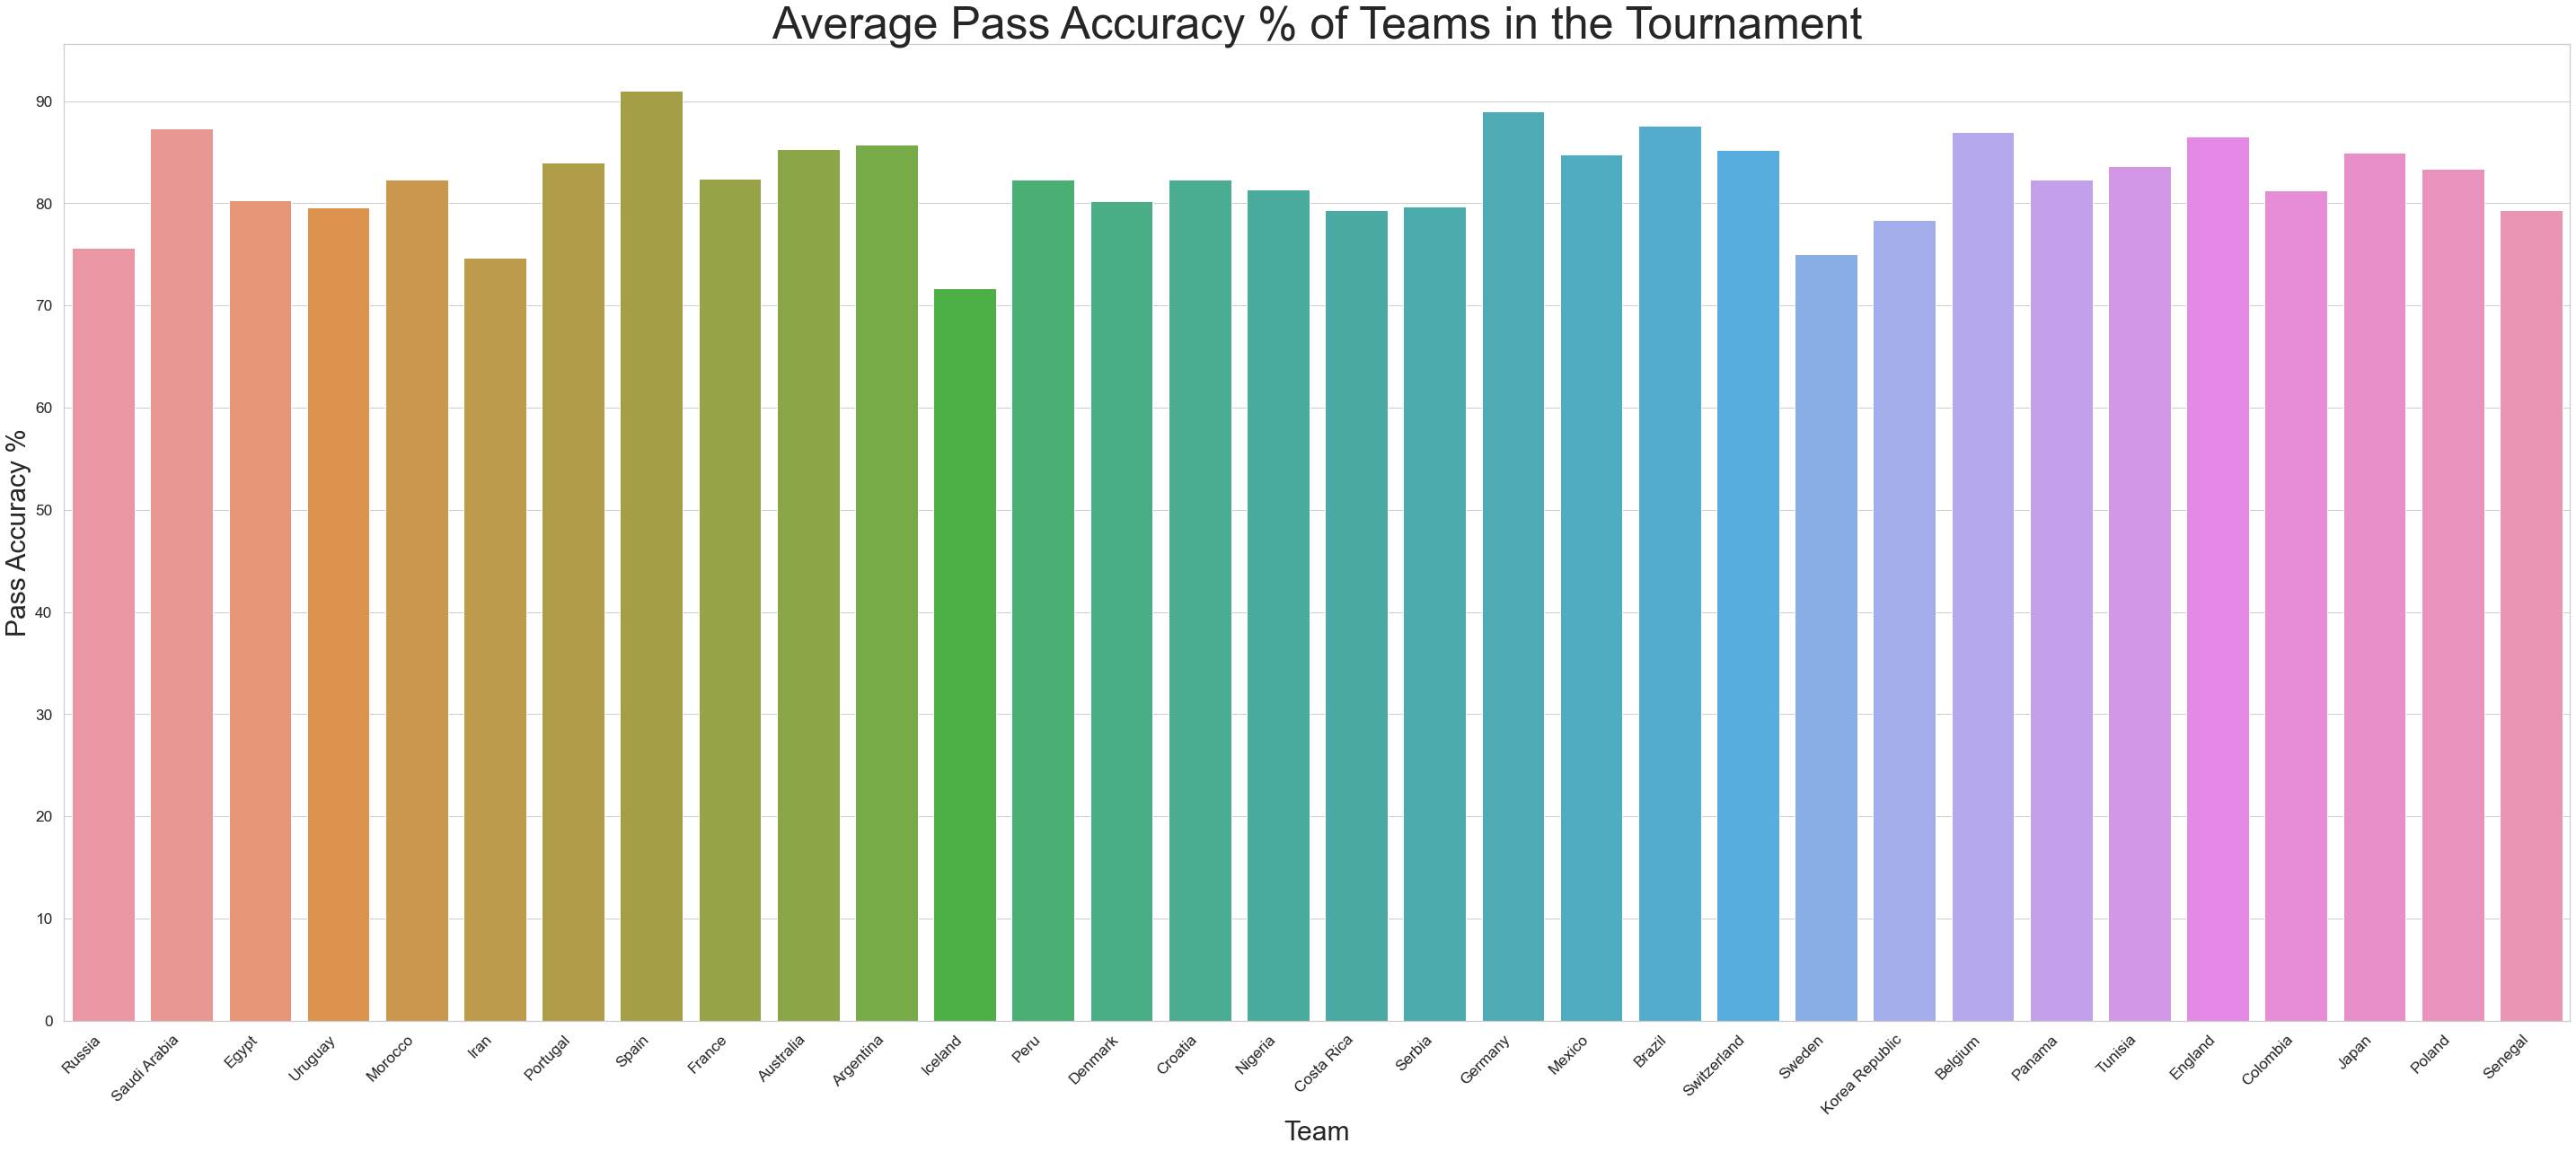 Average Pass Accuracy % of Teams in the Tournament
Pass Accuracy %
90
80
70
60
50
40
30
20
10
0
Russia
Saudi Arabia
Egypt
Uruguay
Morocco
Iran
Portugal
Spain
France
Australia
Argentina
Iceland
Peru
Denmark
Croatia
Nigeria
Costa Rica
Serbia
Germany
Mexico
Brazil
Switzerland
Sweden
Korea Republic
Belgium
Panama
Tunisia
England
Colombia
Japan
Poland
Senegal
Team